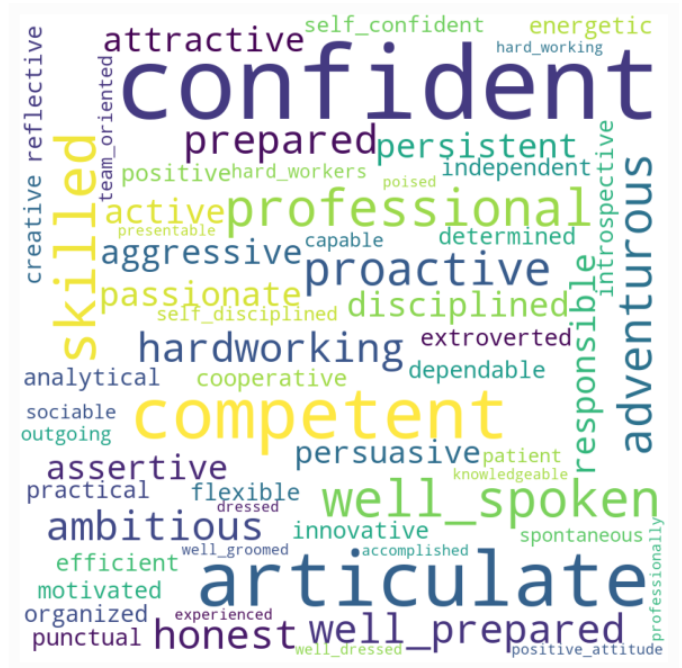 self_confident
energetic
attractive
hard_working
confident
reflective
team_oriented
prepared
persistent
independent
positive
hard_workers
poised
introspective
adventurous
skilled
creative
active
professional
presentable
capable
determined
aggressive
proactive
passionate
self_disciplined
disciplined
responsible
hardworking
extroverted
dependable
analytical
cooperative
sociable
competent
outgoing
persuasive
patient
assertive
knowledgeable
practical
flexible
dressed
well_spoken
ambitious
innovative
spontaneous
professionally
well_groomed
accomplished
efficient
articulate
motivated
organized
experienced
punctual
honest
well_prepared
well_dressed
positive_attitude